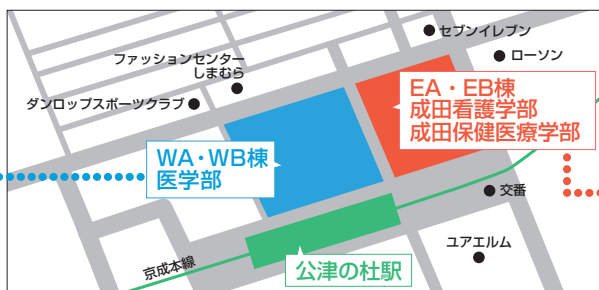 セブンイレブン
ローソン
ファッションセンター
しまむら
ダンロップスポーツクラブ
EA・EB棟
成田看護学部
成田保健医療学部
WA・WB棟
医学部
交番
ユアエルム
京成本線
公津の杜駅